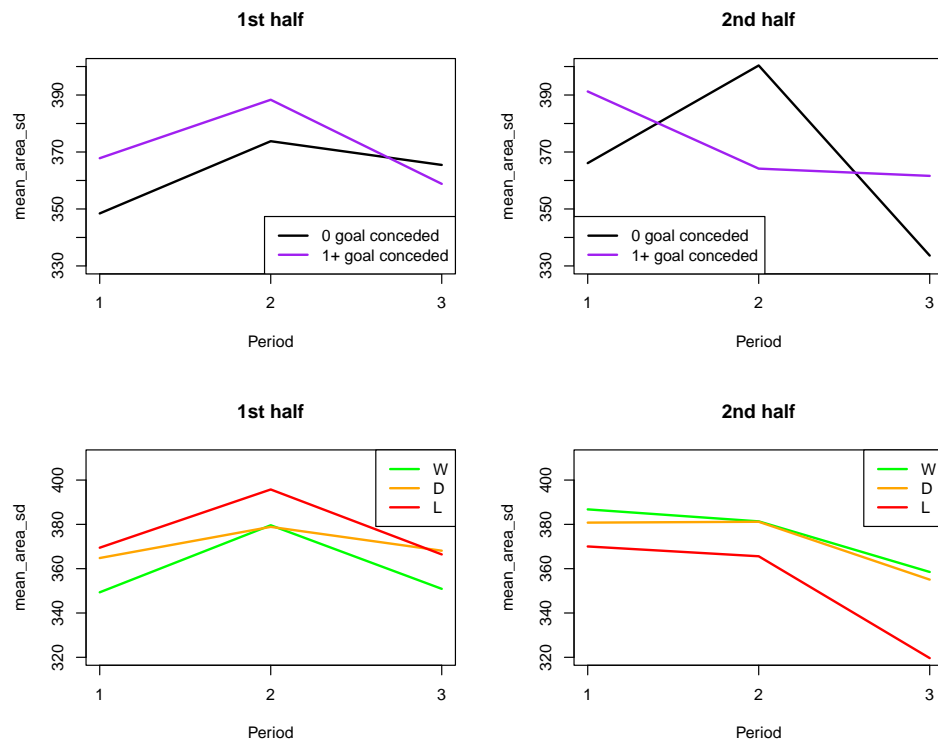 1st half
mean_area_sd
330 350 370 390
0 goal conceded
1+ goal conceded
1 2 3
Period
2nd half
mean_area_sd
330 350 370 390
0 goal conceded
1+ goal conceded
1 2 3
Period
1st half
mean_area_sd
320 340 360 380 400
W
D
L
1 2 3
Period
2nd half
mean_area_sd
320 340 360 380 400
W
D
L
1 2 3
Period